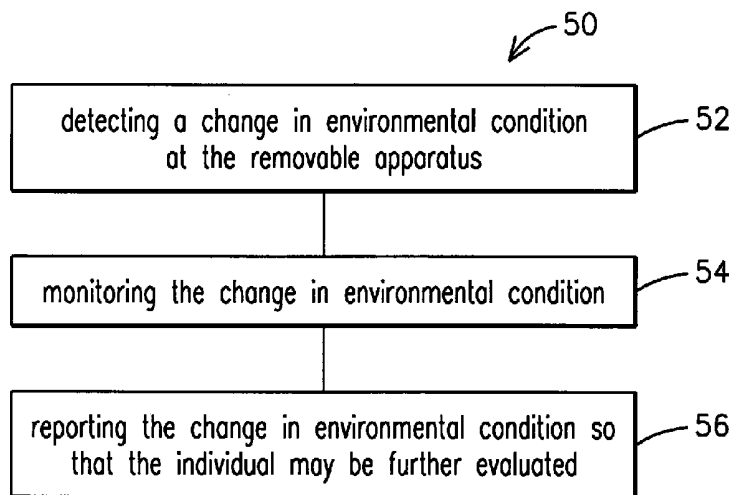 50
detecting a change in environmental condition
at the removable apparatus
52
monitoring the change in environmental condition
54
reporting the change in environmental condition so
that the individual may be further evaluated
56